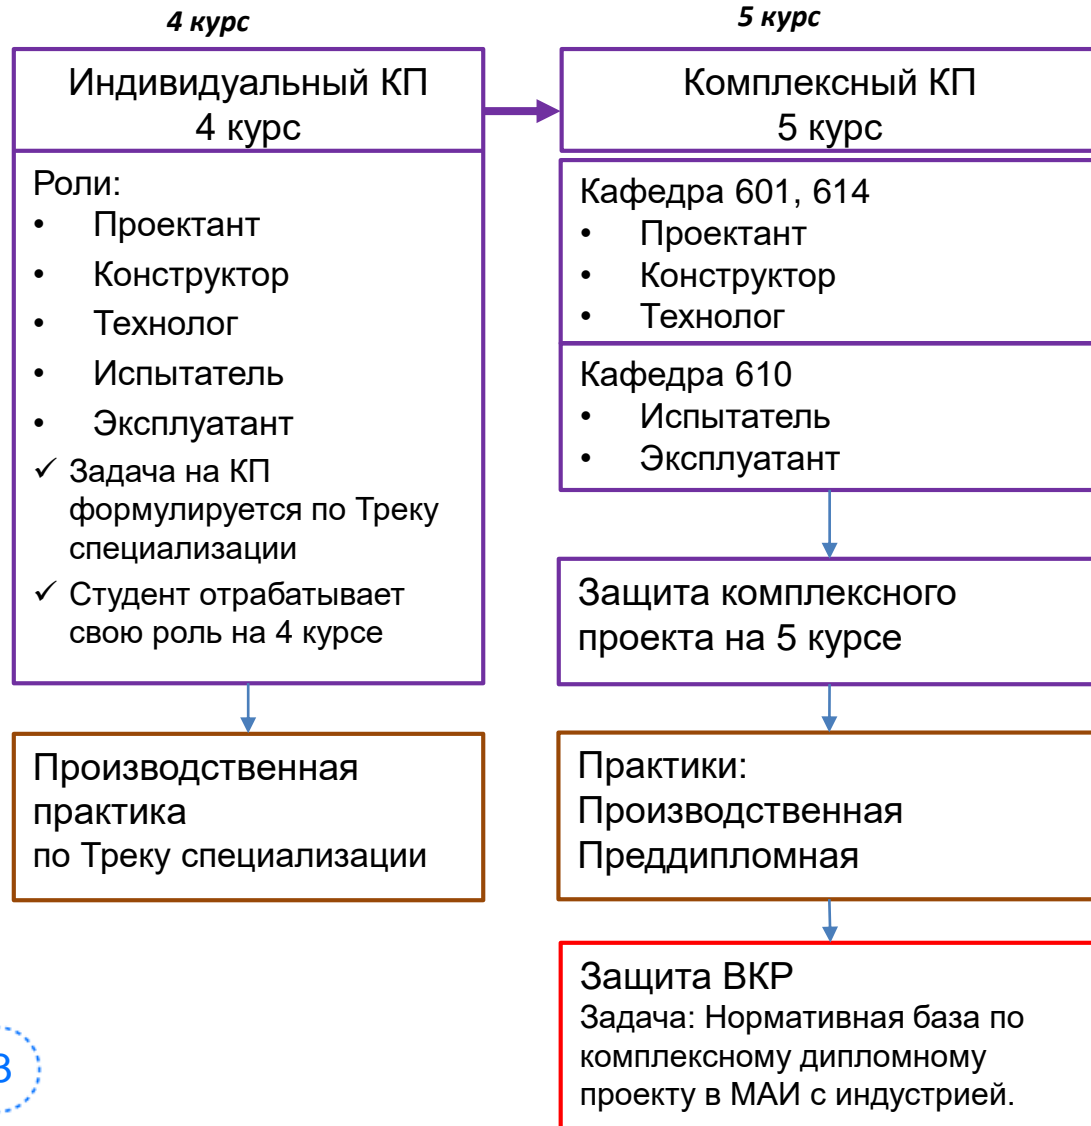 4 курс
Индивидуальный КП
4 курс
Роли:
• Проектант
• Конструктор
• Технолог
• Испытатель
• Эксплуатант
✓ Задача на КП
формулируется по Треку
специализации
✓ Студент отрабатывает
свою роль на 4 курсе
Производственная
практика
по Треку специализации
5 курс
Комплексный КП
5 курс
Кафедра 601, 614
• Проектант
• Конструктор
• Технолог
Кафедра 610
• Испытатель
• Эксплуатант
Защита комплексного
проекта на 5 курсе
Практики:
Производственная
Преддипломная
Защита ВКР
Задача: Нормативная база по
комплексному дипломному
проекту в МАИ с индустрией.